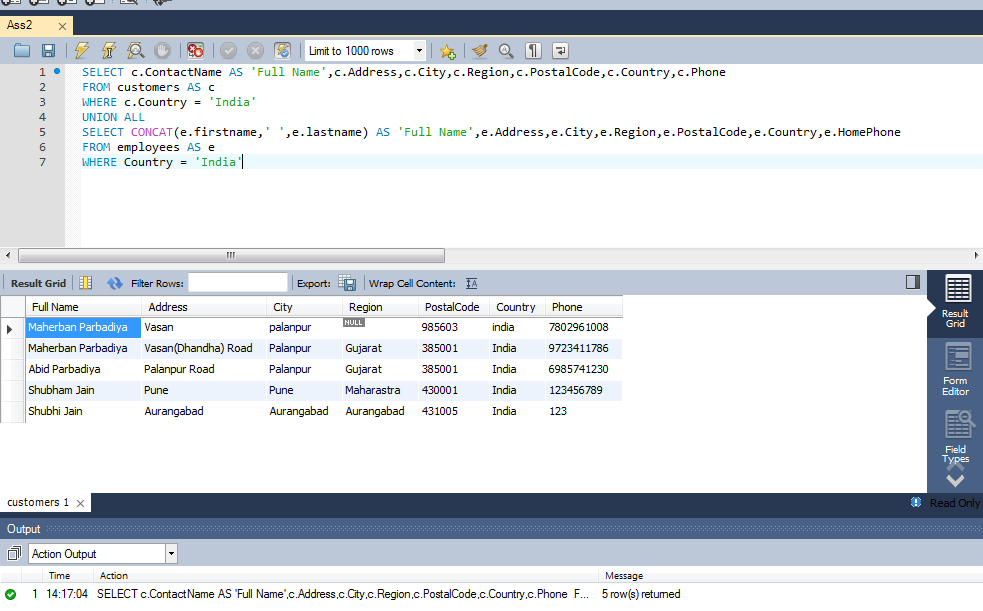 Ass2
Limit to 1000 rows
1 SELECT c.ContactName AS 'Full Name',c.Address,c.City,c.Region,c.PostalCode,c.Country,c.Phone
2 FROM customers AS c
3 WHERE c.Country = 'India'
4 UNION ALL
5 SELECT CONCAT(e.firstname,' ',e.lastname) AS 'Full Name',e.Address,e.City,e.Region,e.PostalCode,e.Country,e.HomePhone
6 FROM employees AS e
7 WHERE Country = 'India'
Result Grid Filter Rows: Export: Wrap Cell Content: IA
Full Name Address City Region PostalCode Country Phone
Maherban Parbadiya Vasan palanpur NULL 985603 india 7802961008
Maherban Parbadiya Vasan(Dhandha) Road Palanpur Gujarat 385001 India 9723411786
Abid Parbadiya Palanpur Road Palanpur Gujarat 385001 India 6985741230
Shubham Jain Pune Pune Maharastra 430001 India 123456789
Shubhi Jain Aurangabad Aurangabad Aurangabad 431005 India 123
Result
Grid
Form
Editor
Field
Types
customers 1
Read Only
Output
Action Output
Time Action Message
1 14:17:04 SELECT c.ContactName AS 'Full Name',c.Address,c.City,c.Region,c.PostalCode,c.Country,c.Phone F... 5 row(s) returned